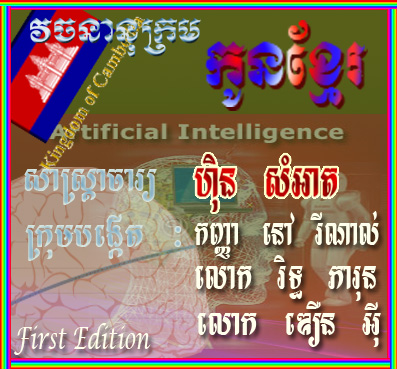 វចនានុក្រម
កូនខ្មែរ
Kingdom of Cambodia
Artificial Intelligence
សាស្ត្រាចារ្យ ហ៊ិន សំអាត
ក្រុមបង្កើត : កញ្ញា នៅ រីណាល់
លោក រិទ្ធ ភារុន
លោក ឌឿន អ៊ី
First Edition